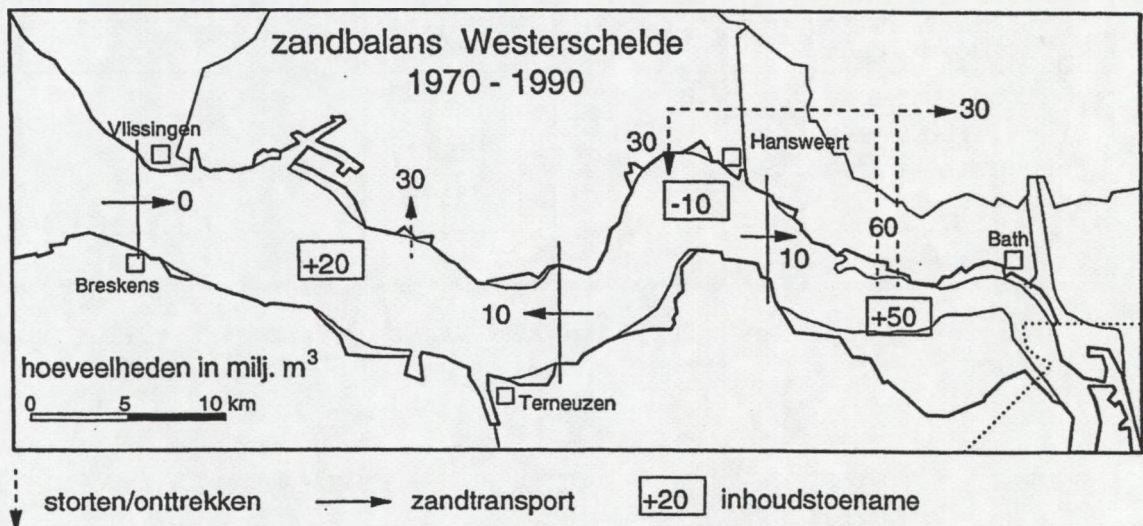 zandbalans Westerschelde
1970 - 1990
Vlissingen
30
Hansweert
30
30
-10
0
60
Bath
+20
10
Breskens
10
+50
hoeveelheden in milj. m³
0 5 10 km
Terneuzen
storten/onttrekken
zandtransport
+20 inhoudstoename